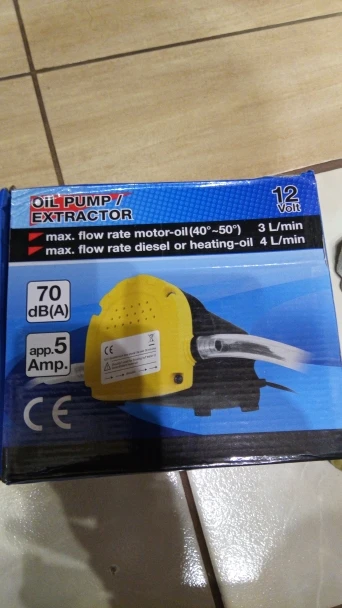 OIL PUMP /
EXTRACTOR
12
Volt
max. flow rate motor-oil(40°~50°) 3 L/min
max. flow rate diesel or heating-oil 4 L/min
70
dB(A)
app.5
Amp.
CE
CE